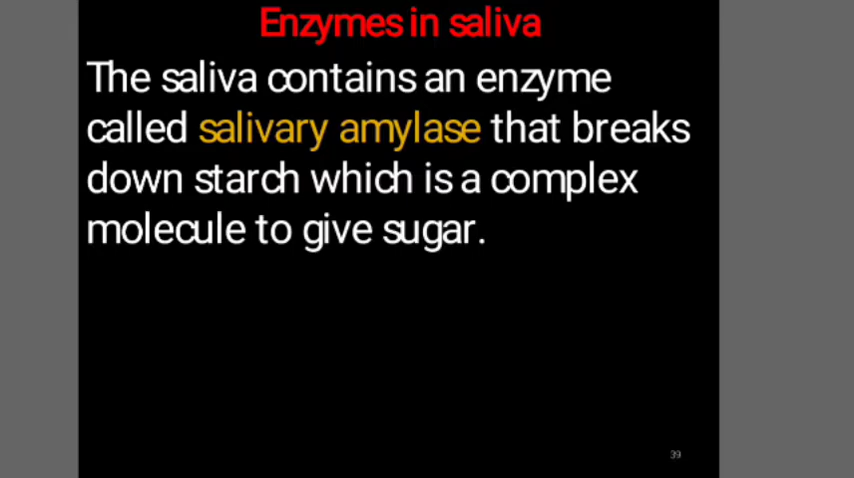 Enzymes in saliva
The saliva contains an enzyme
called salivary amylase that breaks
down starch which is a complex
molecule to give sugar.
39